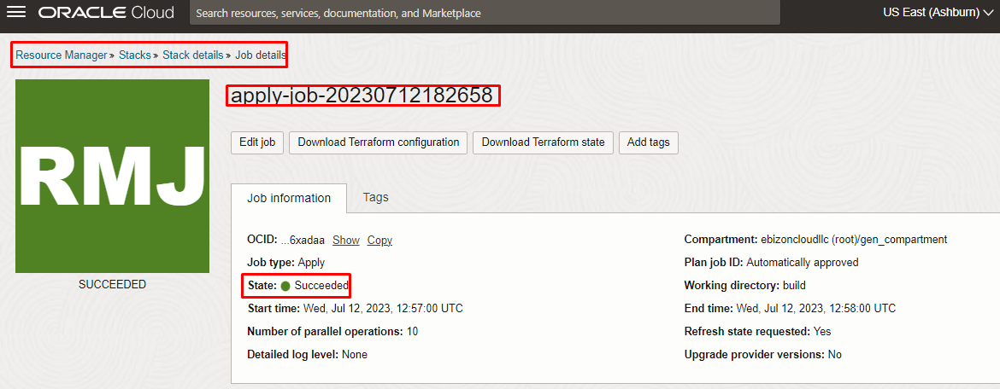 ORACLE Cloud
Search resources, services, documentation, and Marketplace
US East (Ashburn)
Resource Manager » Stacks » Stack details » Job details
RMJ
SUCCEEDED
apply-job-20230712182658
Edit job
Download Terraform configuration
Download Terraform state
Add tags
Job information
Tags
OCID: ...6xadaa Show Copy
Job type: Apply
State: Succeeded
Start time: Wed, Jul 12, 2023, 12:57:00 UTC
Number of parallel operations: 10
Detailed log level: None
Compartment: ebizoncloudllc (root)/gen_compartment
Plan job ID: Automatically approved
Working directory: build
End time: Wed, Jul 12, 2023, 12:58:00 UTC
Refresh state requested: Yes
Upgrade provider versions: No